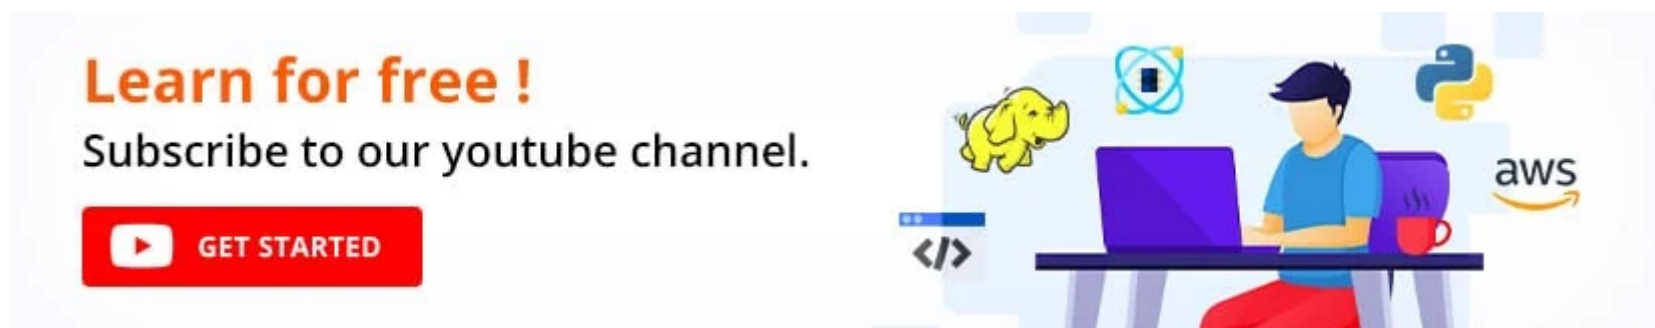 Learn for free !
Subscribe to our youtube channel.
GET STARTED
aws
</>